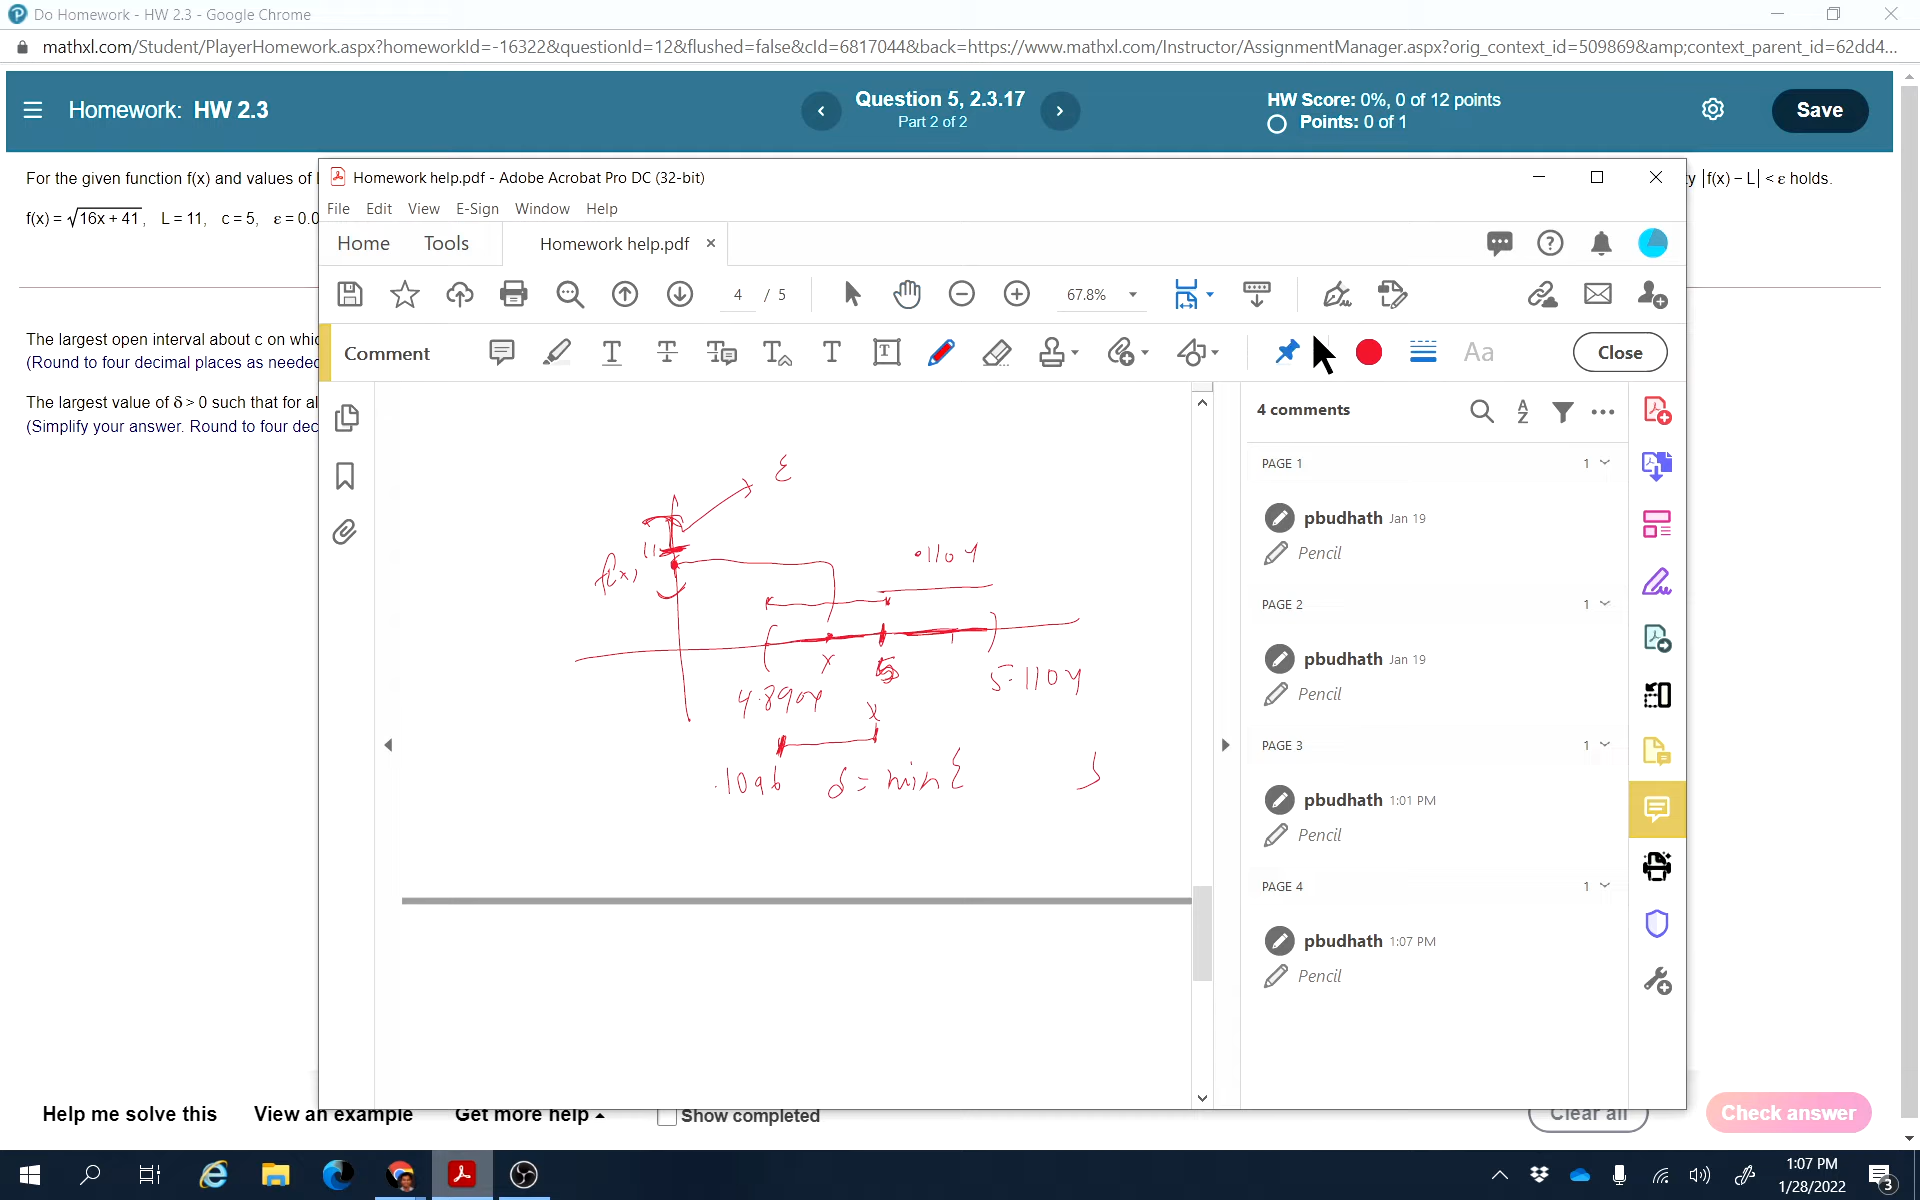 Do Homework - HW 2.3 - Google Chrome
mathxl.com/Student/PlayerHomework.aspx?homeworkId=-16322&questionId=12&flushed=false&cId=6817044&back=https://www.mathxl.com/Instructor/AssignmentManager.aspx?orig_context_id=509869&amp;context_parent_id=62dd4...
Homework: HW 2.3
Question 5, 2.3.17
Part 2 of 2
HW Score: 0%, 0 of 12 points
Points: 0 of 1
Save
For the given function f(x) and values of
y |f(x) − L| < ε holds.
f(x) = √16x + 41, L = 11, c = 5, ε = 0.0
The largest open interval about c on whic
(Round to four decimal places as needed
The largest value of δ > 0 such that for al
(Simplify your answer. Round to four dec
Homework help.pdf - Adobe Acrobat Pro DC (32-bit)
File Edit View E-Sign Window Help
Home Tools Homework help.pdf ×
4 / 5 67.8%
Comment
Aa
Close
ε
11
f(x)
.1104
x
5
4.8904
5.1104
x
.1096
δ = min { }
4 comments
PAGE 1 1
pbudhath Jan 19
Pencil
PAGE 2 1
pbudhath Jan 19
Pencil
PAGE 3 1
pbudhath 1:01 PM
Pencil
PAGE 4 1
pbudhath 1:07 PM
Pencil
Help me solve this
View an example
Get more help
Show completed
Clear all
Check answer
1:07 PM
1/28/2022
3